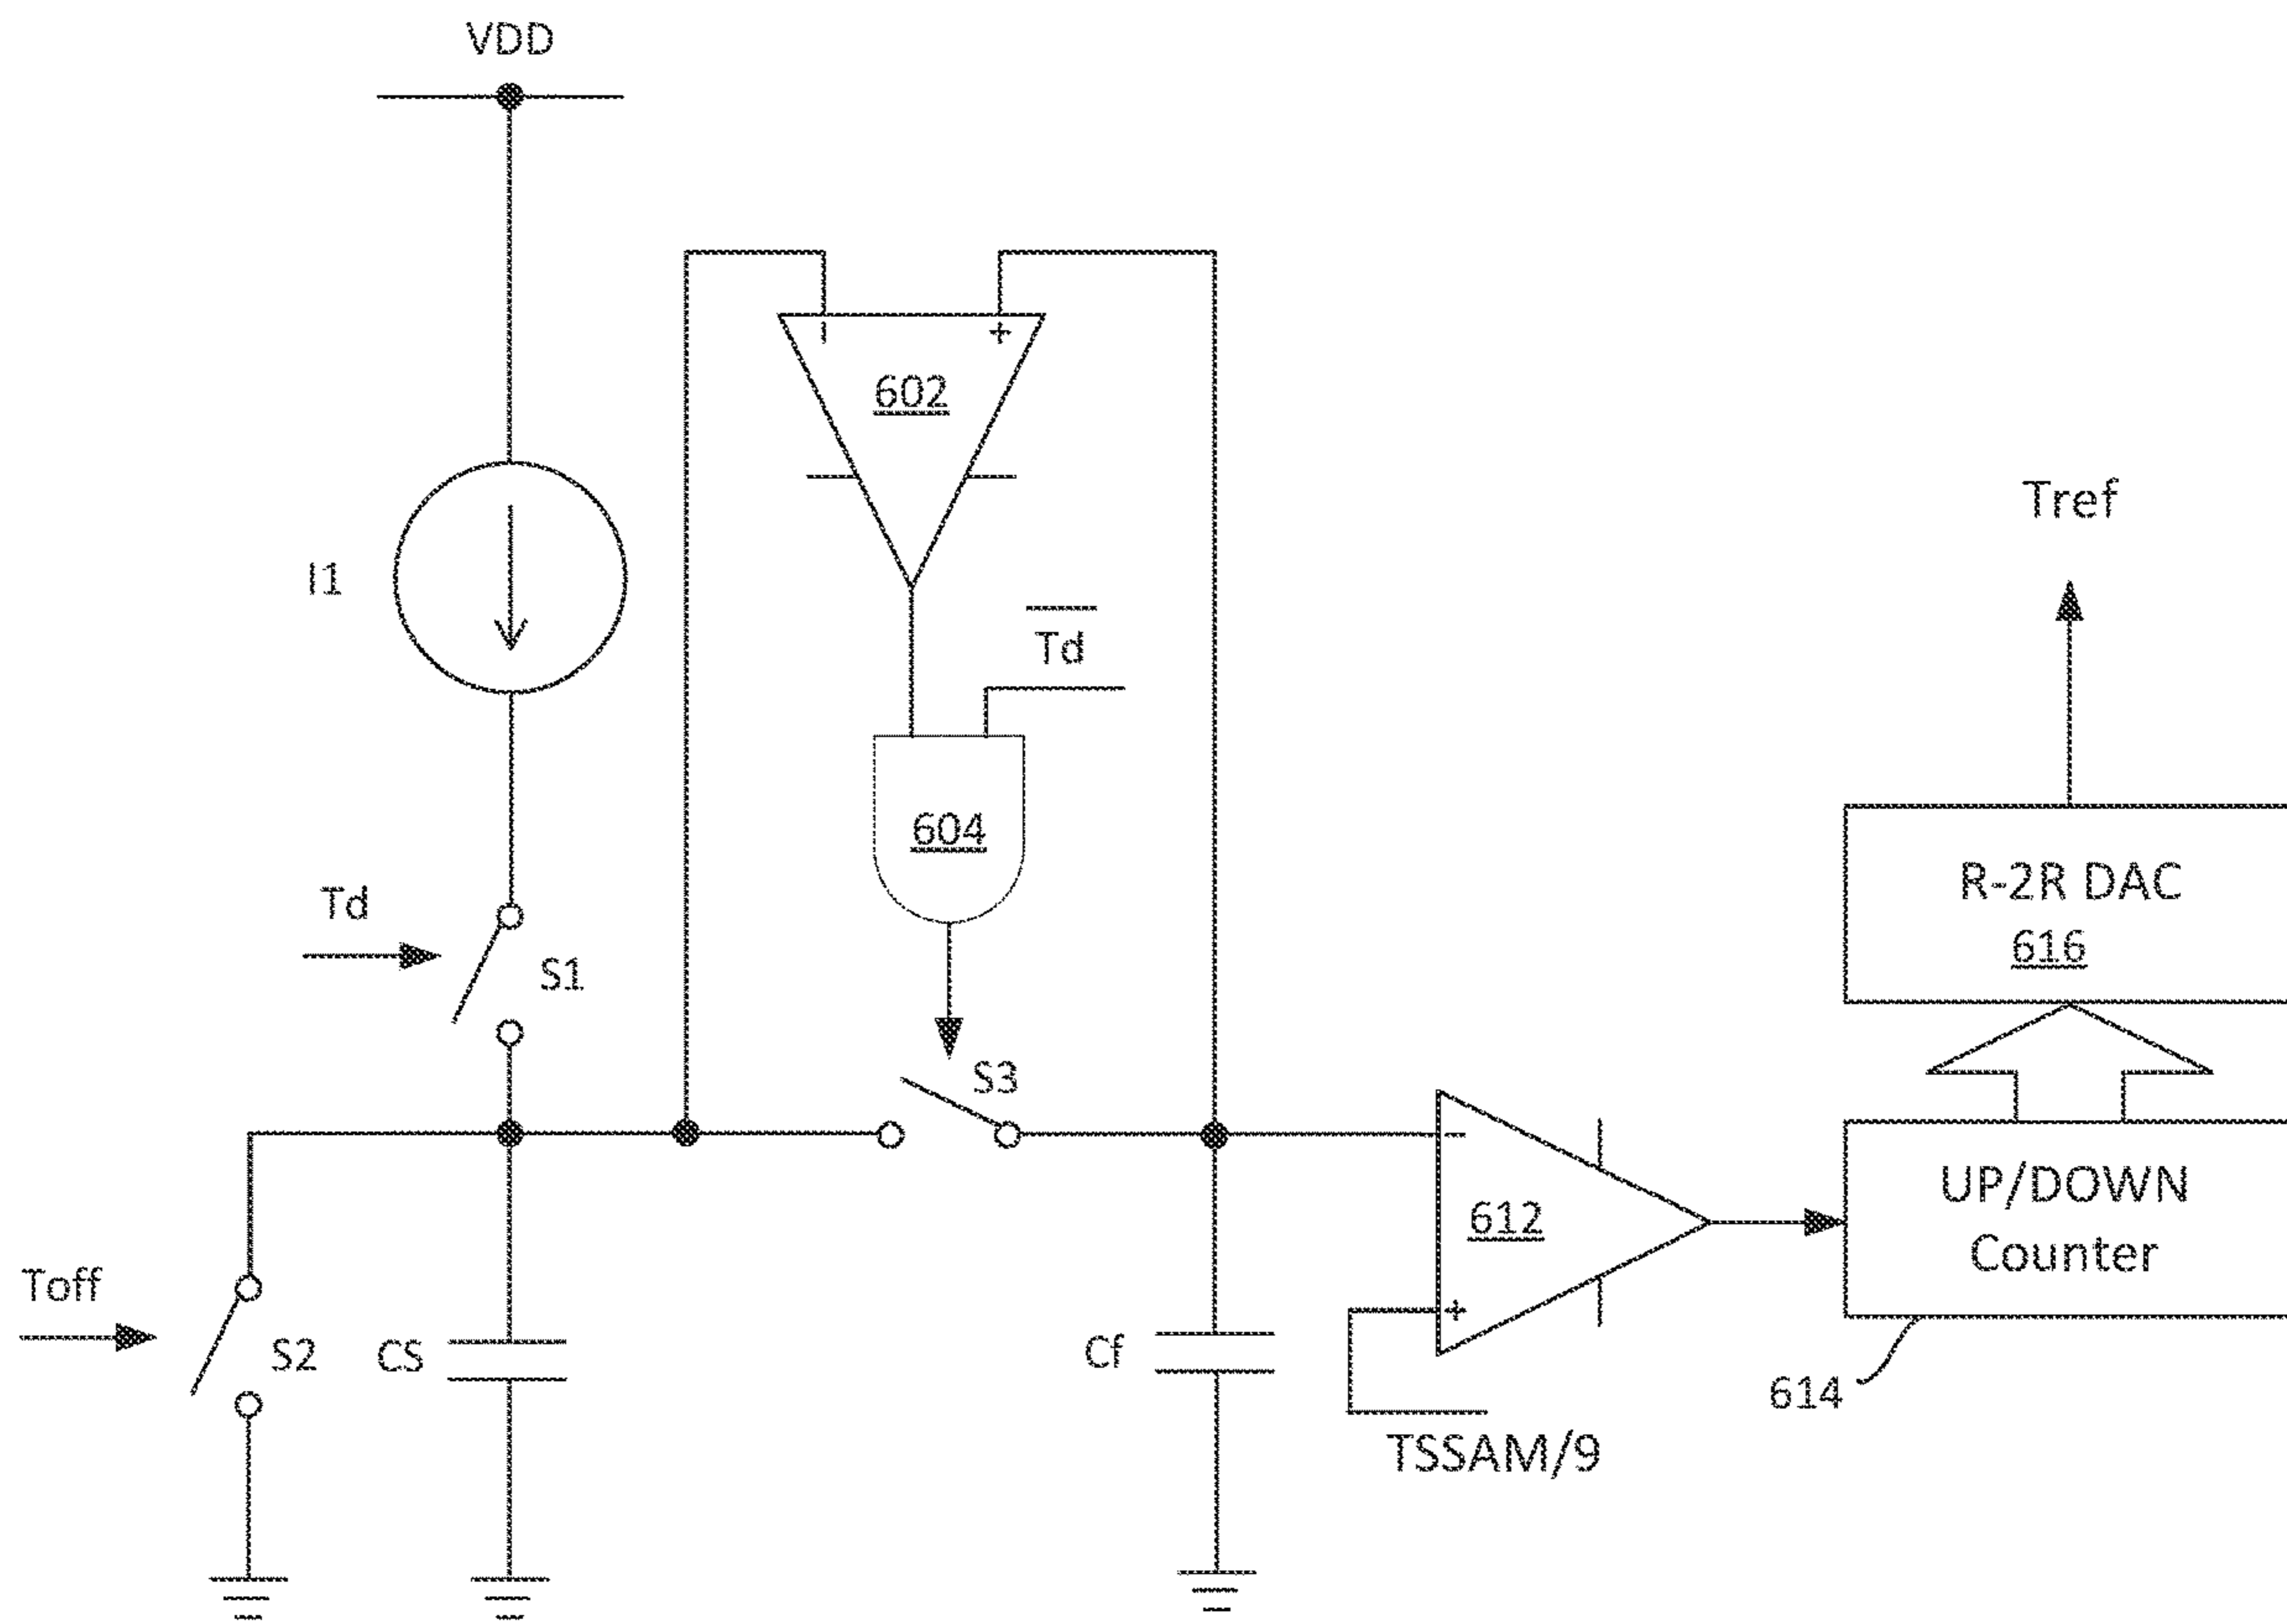 VDD
- +
602
Tref
I1
Td
604
R-2R DAC
616
Td
S1
S3
-
612
+
UP/DOWN
Counter
Toff
S2
CS
Cf
614
TSSAM/9